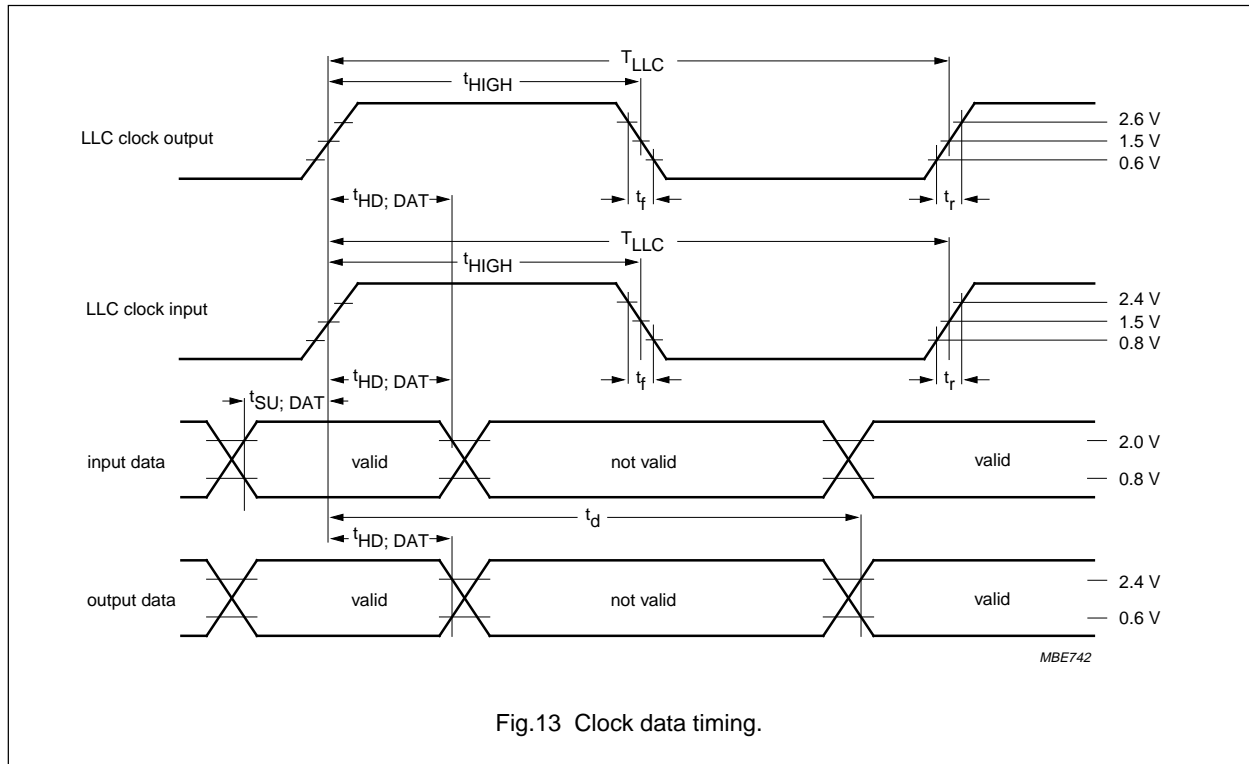 T_LLC
t_HIGH
LLC clock output
2.6 V
1.5 V
0.6 V
t_HD; DAT
t_f
t_r
T_LLC
t_HIGH
LLC clock input
2.4 V
1.5 V
0.8 V
t_HD; DAT
t_f
t_r
t_SU; DAT
input data
valid
not valid
valid
2.0 V
0.8 V
t_d
t_HD; DAT
output data
valid
not valid
valid
2.4 V
0.6 V
MBE742
Fig.13 Clock data timing.